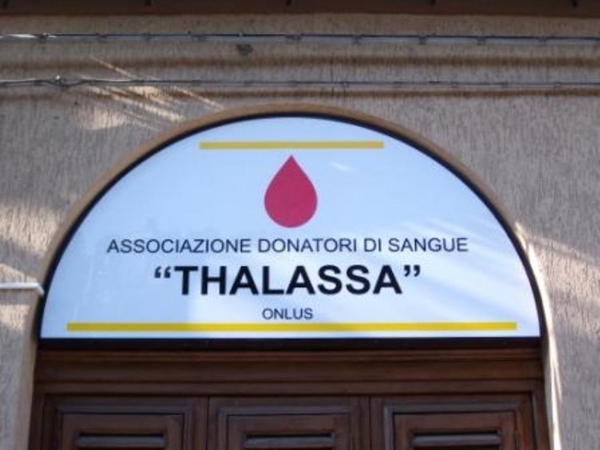 ASSOCIAZIONE DONATORI DI SANGUE
“THALASSA”
ONLUS